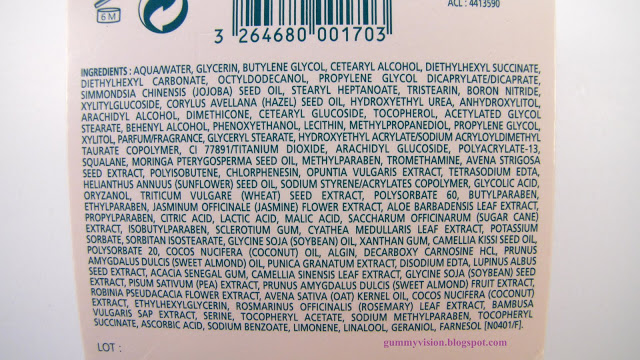 ACL : 4413590
6 M
3 264680 001703
INGREDIENTS : AQUA/WATER, GLYCERIN, BUTYLENE GLYCOL, CETEARYL ALCOHOL, DIETHYLHEXYL SUCCINATE,
DIETHYLHEXYL CARBONATE, OCTYLDODECANOL, PROPYLENE GLYCOL DICAPRYLATE/DICAPRATE,
SIMMONDSIA CHINENSIS (JOJOBA) SEED OIL, STEARYL HEPTANOATE, TRISTEARIN, BORON NITRIDE,
XYLITYLGLUCOSIDE, CORYLUS AVELLANA (HAZEL) SEED OIL, HYDROXYETHYL UREA, ANHYDROXYLITOL,
ARACHIDYL ALCOHOL, DIMETHICONE, CETEARYL GLUCOSIDE, TOCOPHEROL, ACETYLATED GLYCOL
STEARATE, BEHENYL ALCOHOL, PHENOXYETHANOL, LECITHIN, METHYLPROPANEDIOL, PROPYLENE GLYCOL,
XYLITOL, PARFUM/FRAGRANCE, GLYCERYL STEARATE, HYDROXYETHYL ACRYLATE/SODIUM ACRYLOYLDIMETHYL
TAURATE COPOLYMER, CI 77891/TITANIUM DIOXIDE, ARACHIDYL GLUCOSIDE, POLYACRYLATE-13,
SQUALANE, MORINGA PTERYGOSPERMA SEED OIL, METHYLPARABEN, TROMETHAMINE, AVENA STRIGOSA
SEED EXTRACT, POLYISOBUTENE, CHLORPHENESIN, OPUNTIA VULGARIS EXTRACT, TETRASODIUM EDTA,
HELIANTHUS ANNUUS (SUNFLOWER) SEED OIL, SODIUM STYRENE/ACRYLATES COPOLYMER, GLYCOLIC ACID,
ORYZANOL, TRITICUM VULGARE (WHEAT) SEED EXTRACT, POLYSORBATE 60, BUTYLPARABEN,
ETHYLPARABEN, JASMINUM OFFICINALE (JASMINE) FLOWER EXTRACT, ALOE BARBADENSIS LEAF EXTRACT,
PROPYLPARABEN, CITRIC ACID, LACTIC ACID, MALIC ACID, SACCHARUM OFFICINARUM (SUGAR CANE)
EXTRACT, ISOBUTYLPARABEN, SCLEROTIUM GUM, CYATHEA MEDULLARIS LEAF EXTRACT, POTASSIUM
SORBATE, SORBITAN ISOSTEARATE, GLYCINE SOJA (SOYBEAN) OIL, XANTHAN GUM, CAMELLIA KISSI SEED OIL,
POLYSORBATE 20, COCOS NUCIFERA (COCONUT) OIL, ALGIN, DECARBOXY CARNOSINE HCL, PRUNUS
AMYGDALUS DULCIS (SWEET ALMOND) OIL, PUNICA GRANATUM EXTRACT, DISODIUM EDTA, LUPINUS ALBUS
SEED EXTRACT, ACACIA SENEGAL GUM, CAMELLIA SINENSIS LEAF EXTRACT, GLYCINE SOJA (SOYBEAN) SEED
EXTRACT, PISUM SATIVUM (PEA) EXTRACT, PRUNUS AMYGDALUS DULCIS (SWEET ALMOND) FRUIT EXTRACT,
ROBINIA PSEUDACACIA FLOWER EXTRACT, AVENA SATIVA (OAT) KERNEL OIL, COCOS NUCIFERA (COCONUT)
EXTRACT, ETHYLHEXYLGLYCERIN, ROSMARINUS OFFICINALIS (ROSEMARY) LEAF EXTRACT, BAMBUSA
VULGARIS SAP EXTRACT, SERINE, TOCOPHERYL ACETATE, SODIUM METHYLPARABEN, TOCOPHERYL
SUCCINATE, ASCORBIC ACID, SODIUM BENZOATE, LIMONENE, LINALOOL, GERANIOL, FARNESOL [N0401/F].
LOT :
gummyvision.blogspot.com